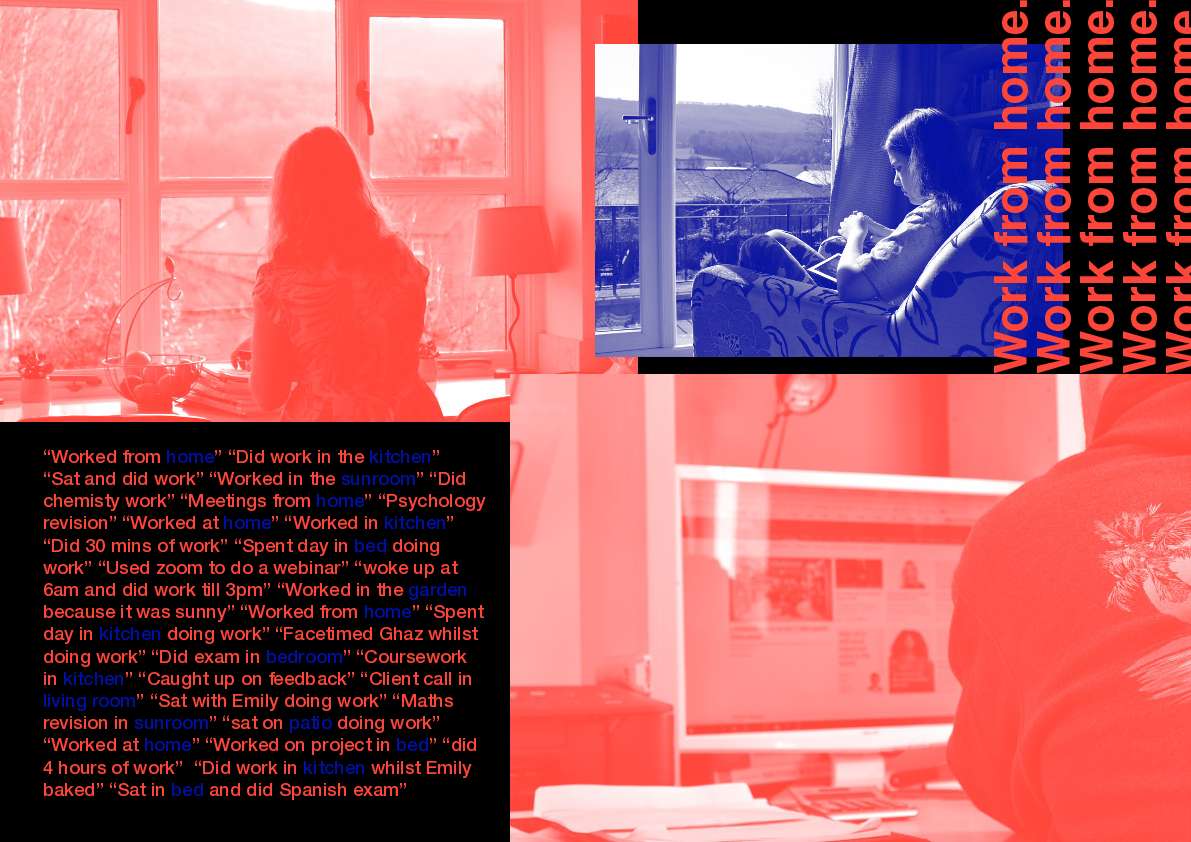 Work from home.
Work from home.
Work from home.
Work from home.
Work from home.
“Worked from home” “Did work in the kitchen”
“Sat and did work” “Worked in the sunroom” “Did
chemisty work” “Meetings from home” “Psychology
revision” “Worked at home” “Worked in kitchen”
“Did 30 mins of work” “Spent day in bed doing
work” “Used zoom to do a webinar” “woke up at
6am and did work till 3pm” “Worked in the garden
because it was sunny” “Worked from home” “Spent
day in kitchen doing work” “Facetimed Ghaz whilst
doing work” “Did exam in bedroom” “Coursework
in kitchen” “Caught up on feedback” “Client call in
living room” “Sat with Emily doing work” “Maths
revision in sunroom” “sat on patio doing work”
“Worked at home” “Worked on project in bed” “did
4 hours of work” “Did work in kitchen whilst Emily
baked” “Sat in bed and did Spanish exam”